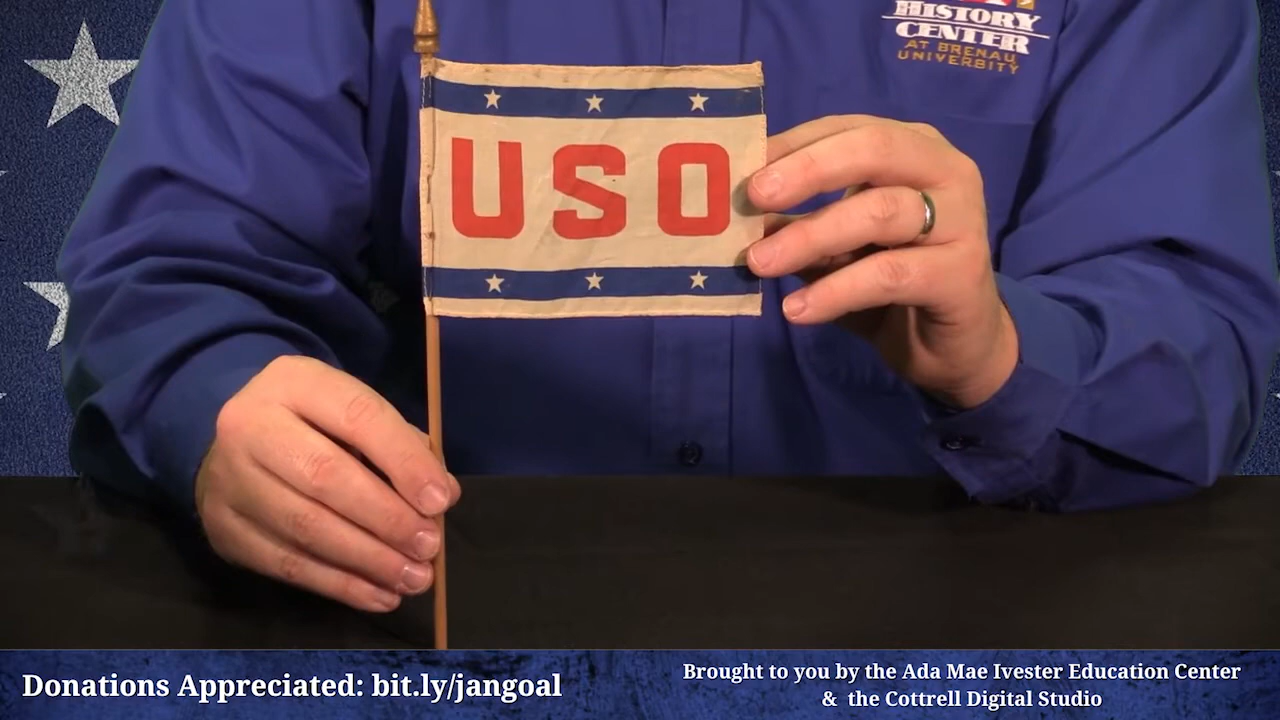 HISTORY
CENTER
AT BRENAU
UNIVERSITY
USO
Donations Appreciated: bit.ly/jangoal
Brought to you by the Ada Mae Ivester Education Center
& the Cottrell Digital Studio